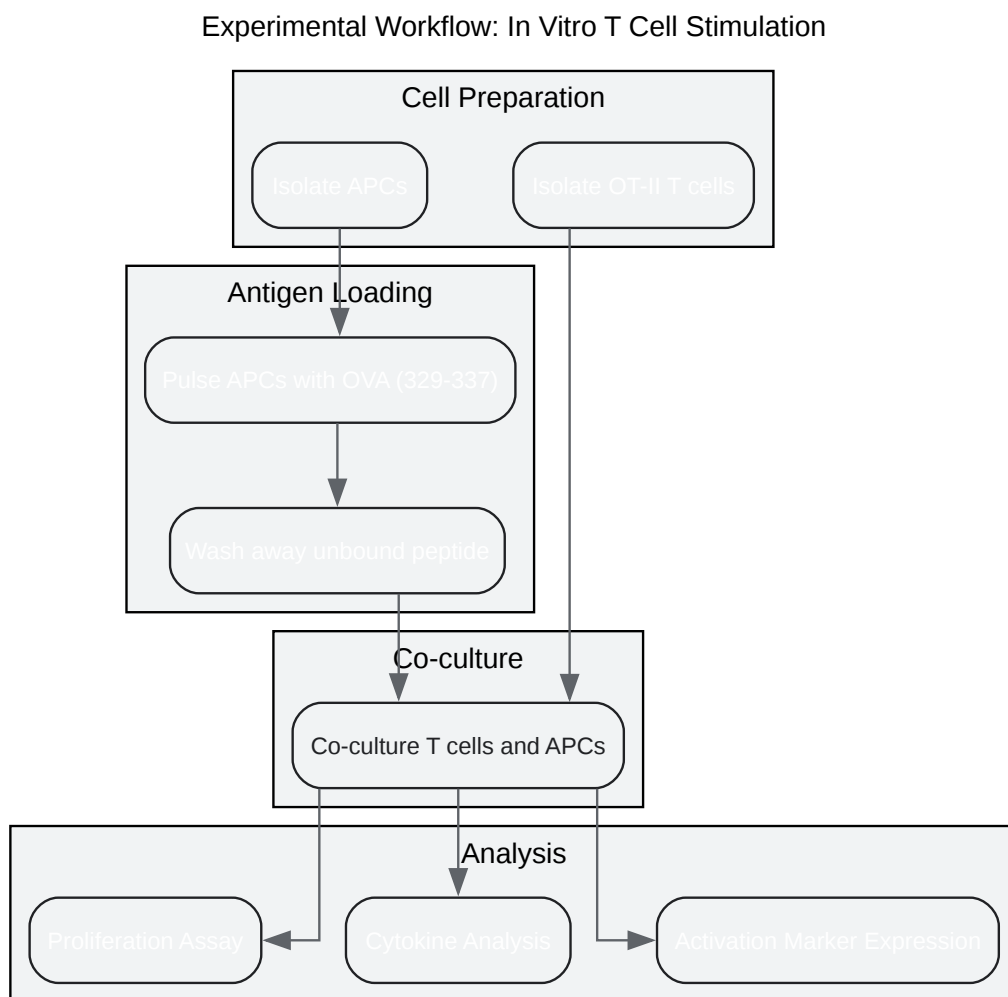 Experimental Workflow: In Vitro T Cell Stimulation
Cell Preparation
Isolate APCs
Isolate OT-II T cells
Antigen Loading
Pulse APCs with OVA (329-337)
Wash away unbound peptide
Co-culture
Co-culture T cells and APCs
Analysis
Proliferation Assay
Cytokine Analysis
Activation Marker Expression